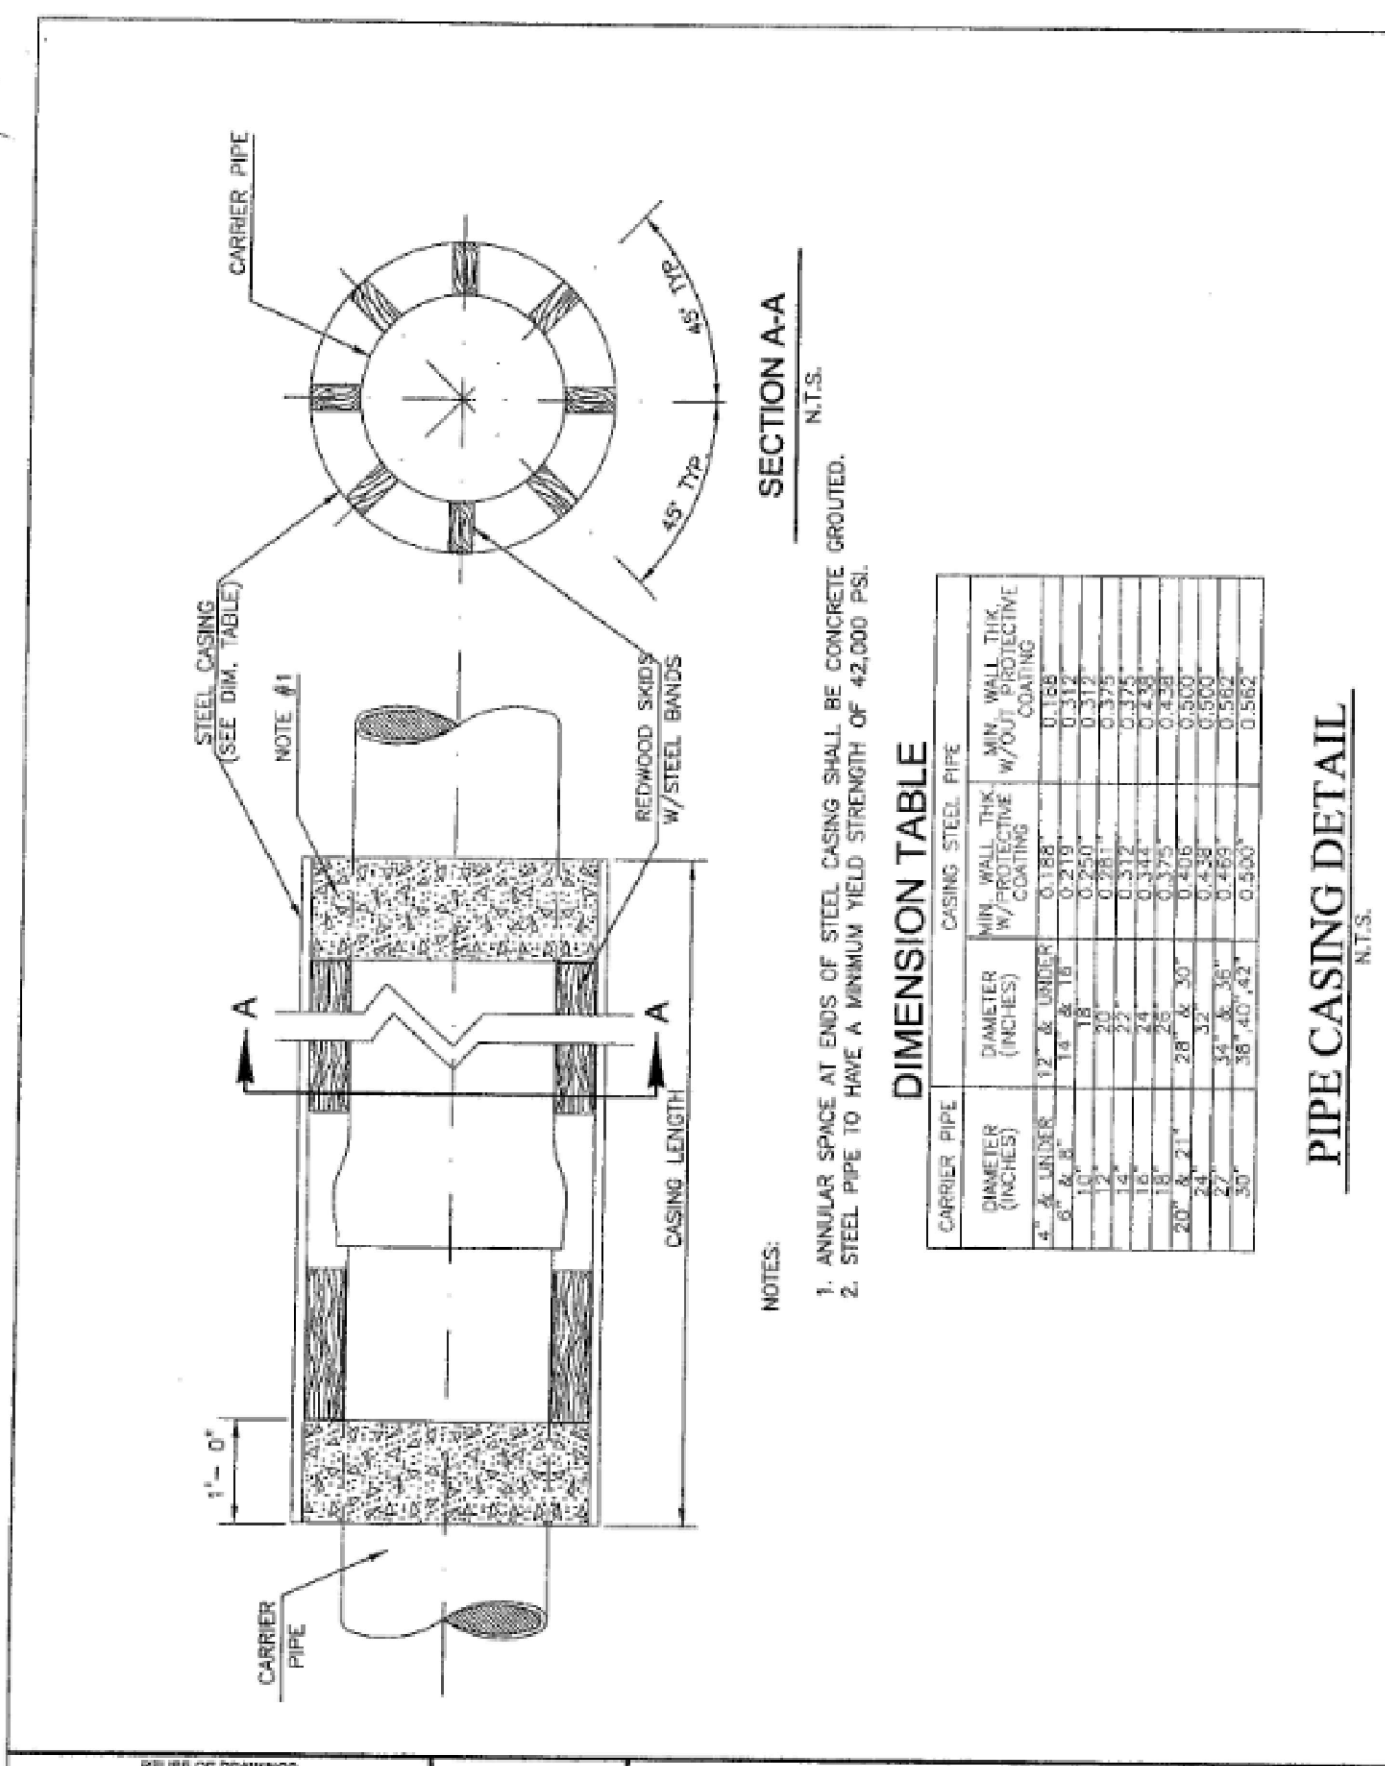 STEEL CASING
(SEE DIM. TABLE)
CARRIER PIPE
NOTE #1
1'-0"
CARRIER
PIPE
A
A
REDWOOD SKIDS
W/STEEL BANDS
CASING LENGTH
45° TYP.
45° TYP.
SECTION A-A
N.T.S.
NOTES:
1. ANNULAR SPACE AT ENDS OF STEEL CASING SHALL BE CONCRETE GROUTED.
2. STEEL PIPE TO HAVE A MINIMUM YIELD STRENGTH OF 42,000 PSI.
DIMENSION TABLE
CARRIER PIPE CASING STEEL PIPE
DIAMETER (INCHES) DIAMETER (INCHES) MIN. WALL THK. W/PROTECTIVE COATING MIN. WALL THK. W/OUT PROTECTIVE COATING
4" & UNDER 12" & UNDER 0.188" 0.188"
6" & 8" 14" & 16" 0.219" 0.312"
10" 18" 0.250" 0.312"
12" 20" 0.281" 0.375"
14" 22" 0.312" 0.375"
16" 24" 0.344" 0.438"
18" 26" 0.375" 0.438"
20" & 21" 28" & 30" 0.406" 0.500"
24" 32" 0.438" 0.500"
27" 34" & 36" 0.469" 0.562"
30" 38",40",42" 0.500" 0.562"
PIPE CASING DETAIL
N.T.S.